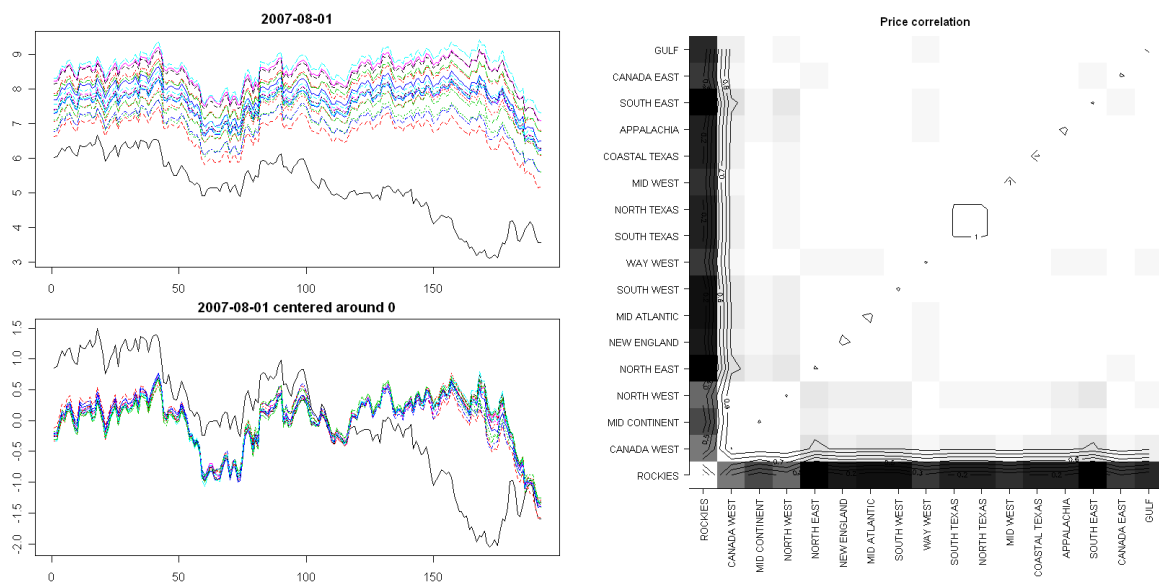 2007-08-01
9
8
7
6
5
4
3
0
50
100
150
2007-08-01 centered around 0
1.5
1.0
0.5
0.0
-0.5
-1.0
-1.5
-2.0
0
50
100
150
Price correlation
GULF
CANADA EAST
SOUTH EAST
APPALACHIA
COASTAL TEXAS
MID WEST
NORTH TEXAS
SOUTH TEXAS
WAY WEST
SOUTH WEST
MID ATLANTIC
NEW ENGLAND
NORTH EAST
NORTH WEST
MID CONTINENT
CANADA WEST
ROCKIES
0.7
1
ROCKIES
CANADA WEST
MID CONTINENT
NORTH WEST
NORTH EAST
NEW ENGLAND
MID ATLANTIC
SOUTH WEST
WAY WEST
SOUTH TEXAS
NORTH TEXAS
MID WEST
COASTAL TEXAS
APPALACHIA
SOUTH EAST
CANADA EAST
GULF